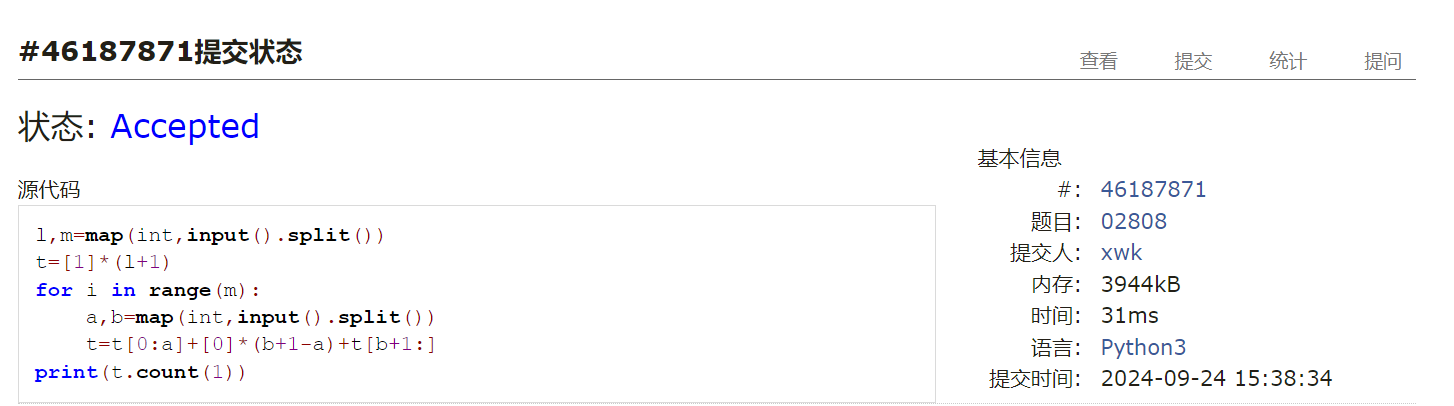 #46187871提交状态
查看 提交 统计 提问
状态: Accepted
源代码
l,m=map(int,input().split())
t=[1]*(l+1)
for i in range(m):
    a,b=map(int,input().split())
    t=t[0:a]+[0]*(b+1-a)+t[b+1:]
print(t.count(1))
基本信息
#: 46187871
题目: 02808
提交人: xwk
内存: 3944kB
时间: 31ms
语言: Python3
提交时间: 2024-09-24 15:38:34